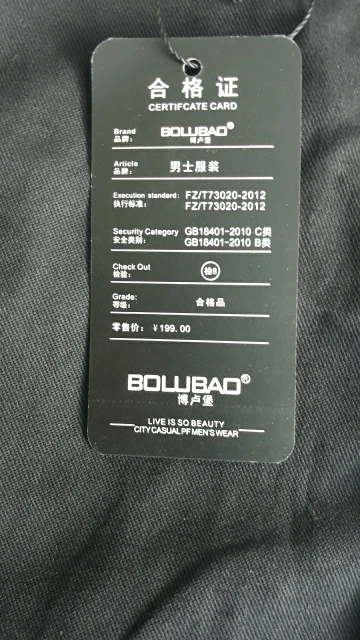 合格证
CERTIFCATE CARD
Brand
品牌: BOLUBAO®
博卢堡
Article
品牌: 男士服装
Execution standard: FZ/T73020-2012
执行标准: FZ/T73020-2012
Security Category GB18401-2010 C类
安全类别: GB18401-2010 B类
Check Out
检验: 检8
Grade:
等级: 合格品
零售价: ¥199.00
BOLUBAO®
博卢堡
LIVE IS SO BEAUTY
CITY CASUAL PF MEN'S WEAR